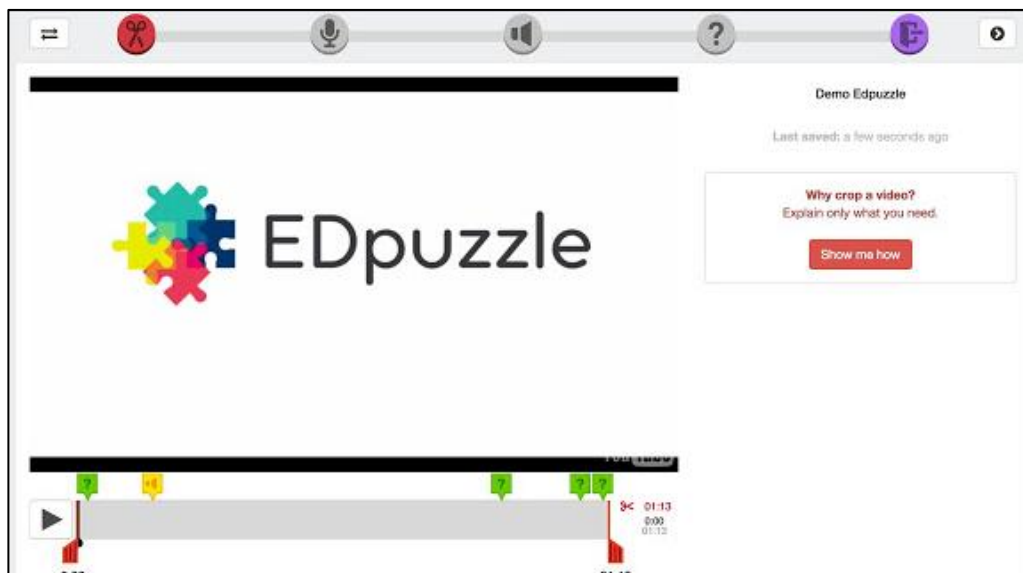 Demo Edpuzzle
Last saved: a few seconds ago
Why crop a video?
Explain only what you need.
Show me how
EDpuzzle
?
?
?
?
?
01:13
0:00
01:13